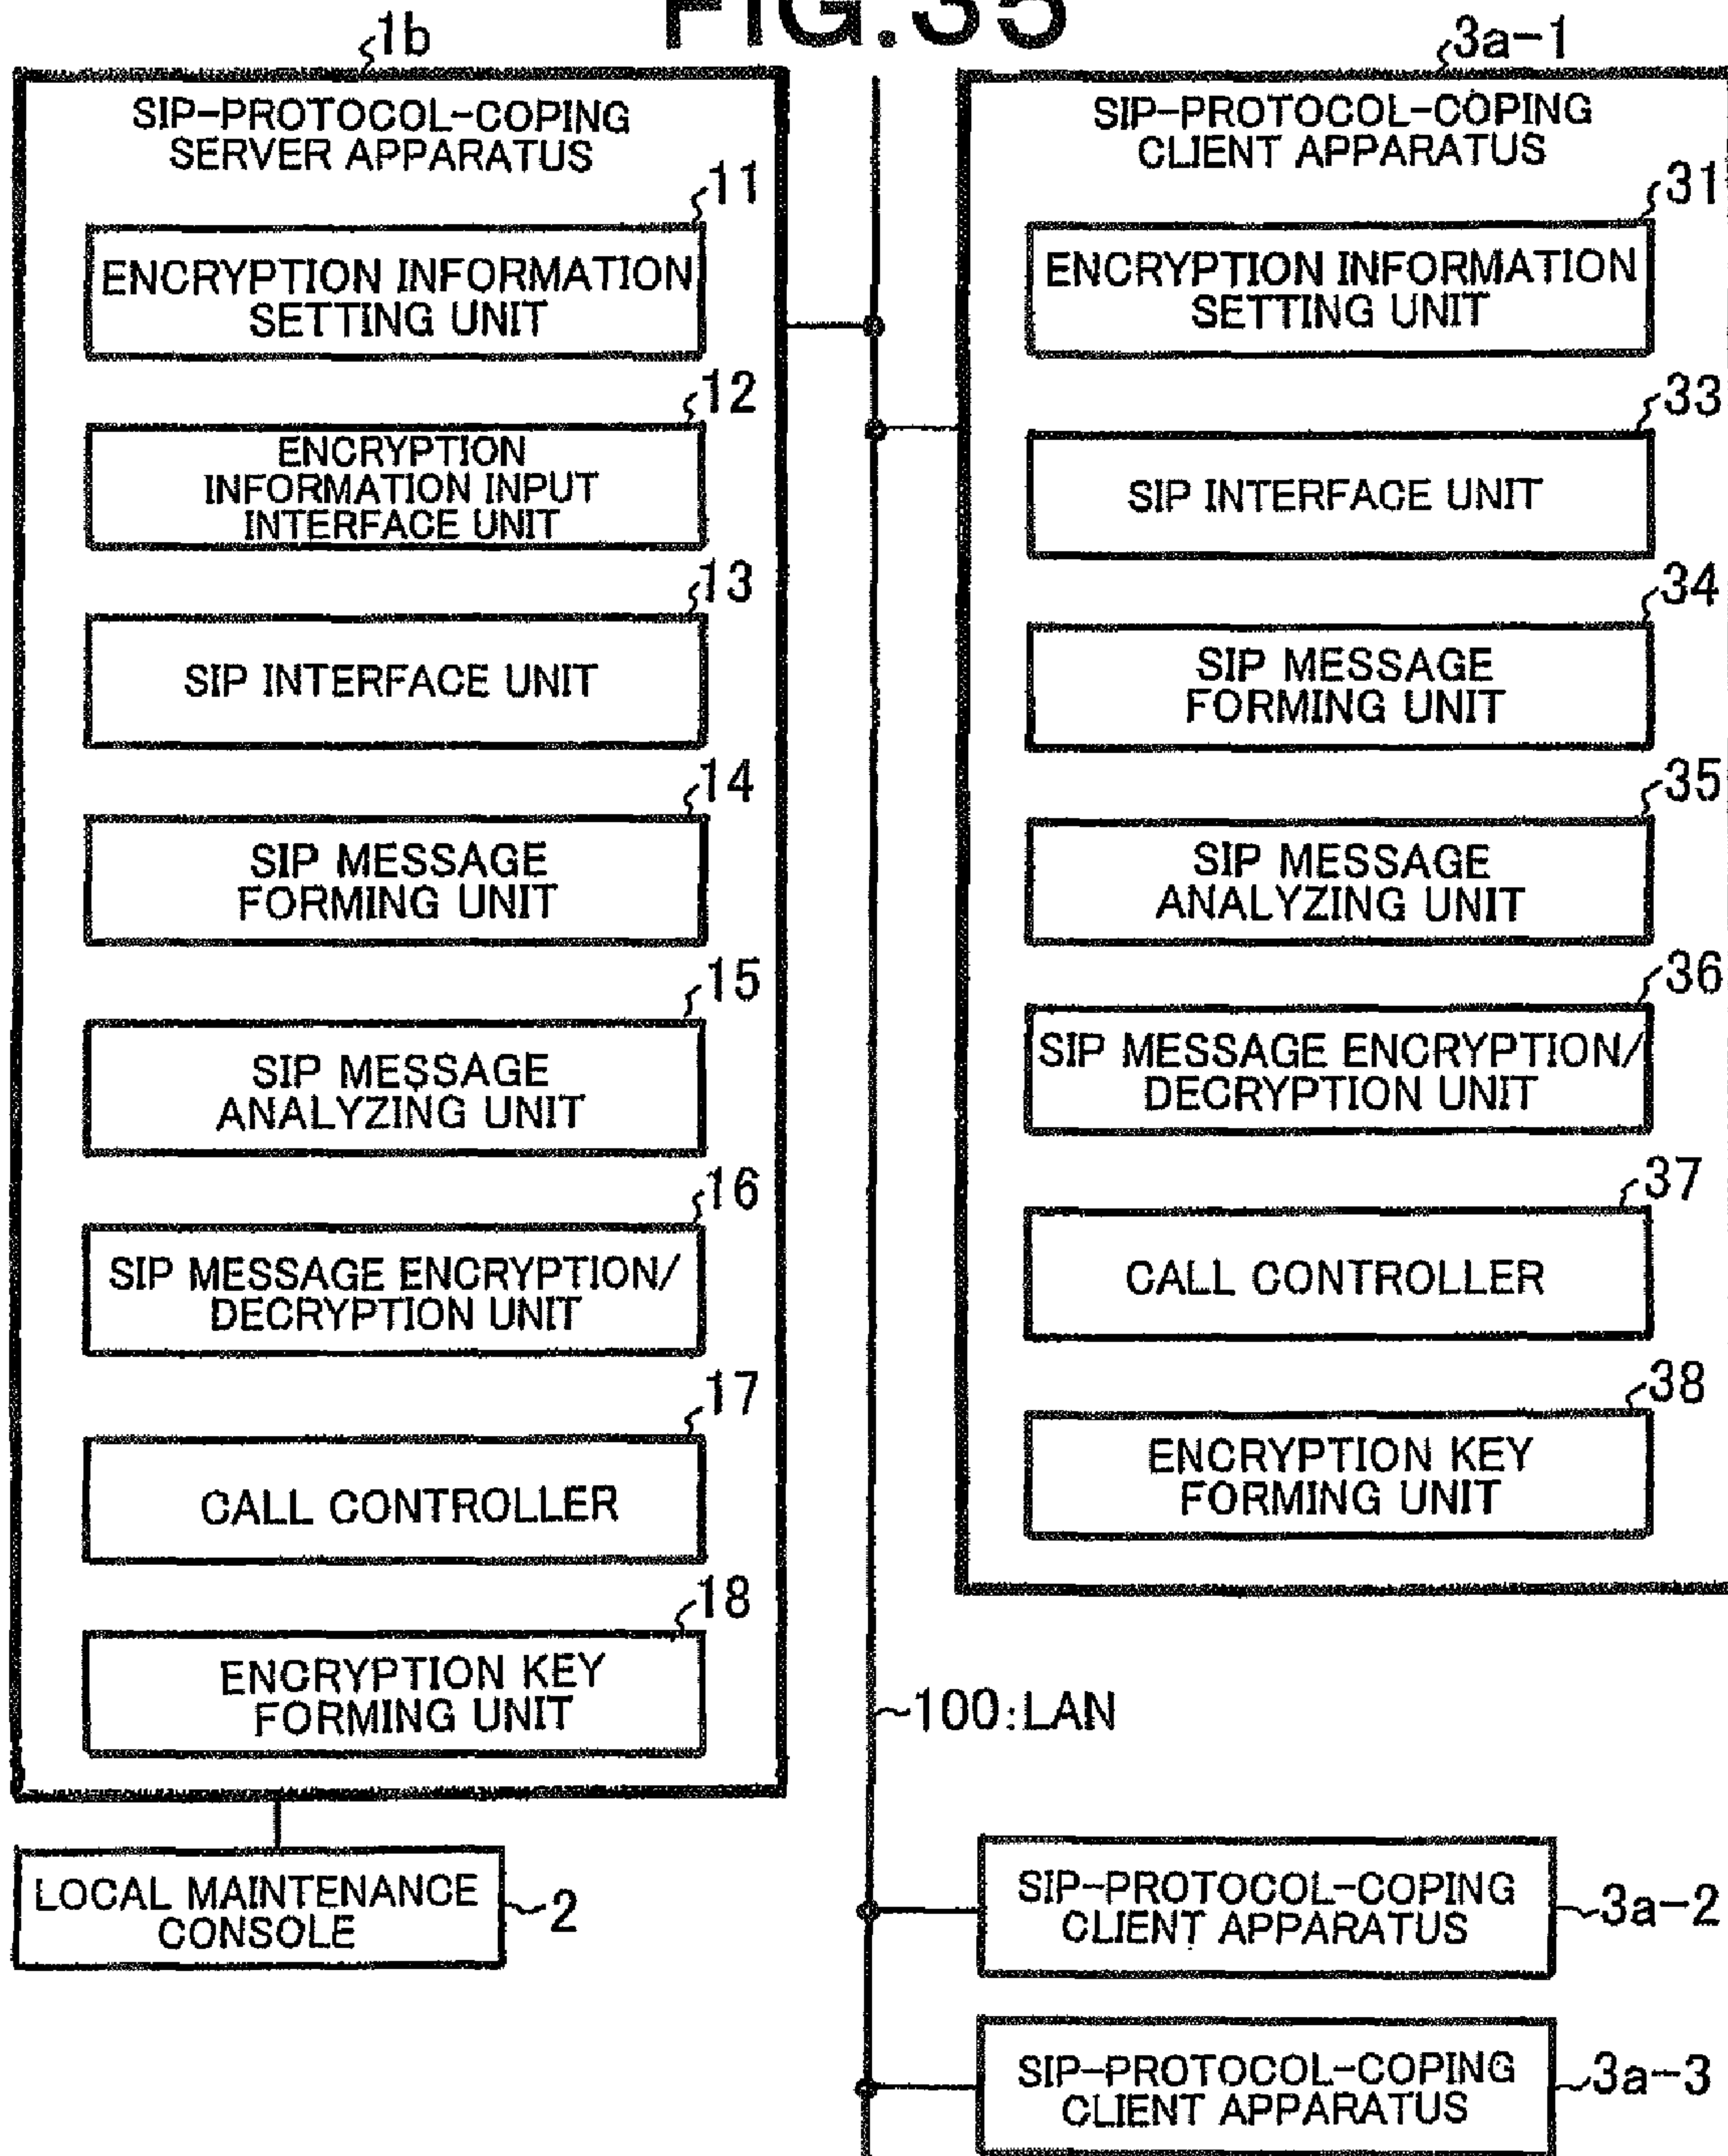 FIG.35
1b
SIP-PROTOCOL-COPING
SERVER APPARATUS
11
ENCRYPTION INFORMATION
SETTING UNIT
12
ENCRYPTION
INFORMATION INPUT
INTERFACE UNIT
13
SIP INTERFACE UNIT
14
SIP MESSAGE
FORMING UNIT
15
SIP MESSAGE
ANALYZING UNIT
16
SIP MESSAGE ENCRYPTION/
DECRYPTION UNIT
17
CALL CONTROLLER
18
ENCRYPTION KEY
FORMING UNIT
LOCAL MAINTENANCE
CONSOLE
2
100:LAN
3a-1
SIP-PROTOCOL-COPING
CLIENT APPARATUS
31
ENCRYPTION INFORMATION
SETTING UNIT
33
SIP INTERFACE UNIT
34
SIP MESSAGE
FORMING UNIT
35
SIP MESSAGE
ANALYZING UNIT
36
SIP MESSAGE ENCRYPTION/
DECRYPTION UNIT
37
CALL CONTROLLER
38
ENCRYPTION KEY
FORMING UNIT
SIP-PROTOCOL-COPING
CLIENT APPARATUS
3a-2
SIP-PROTOCOL-COPING
CLIENT APPARATUS
3a-3